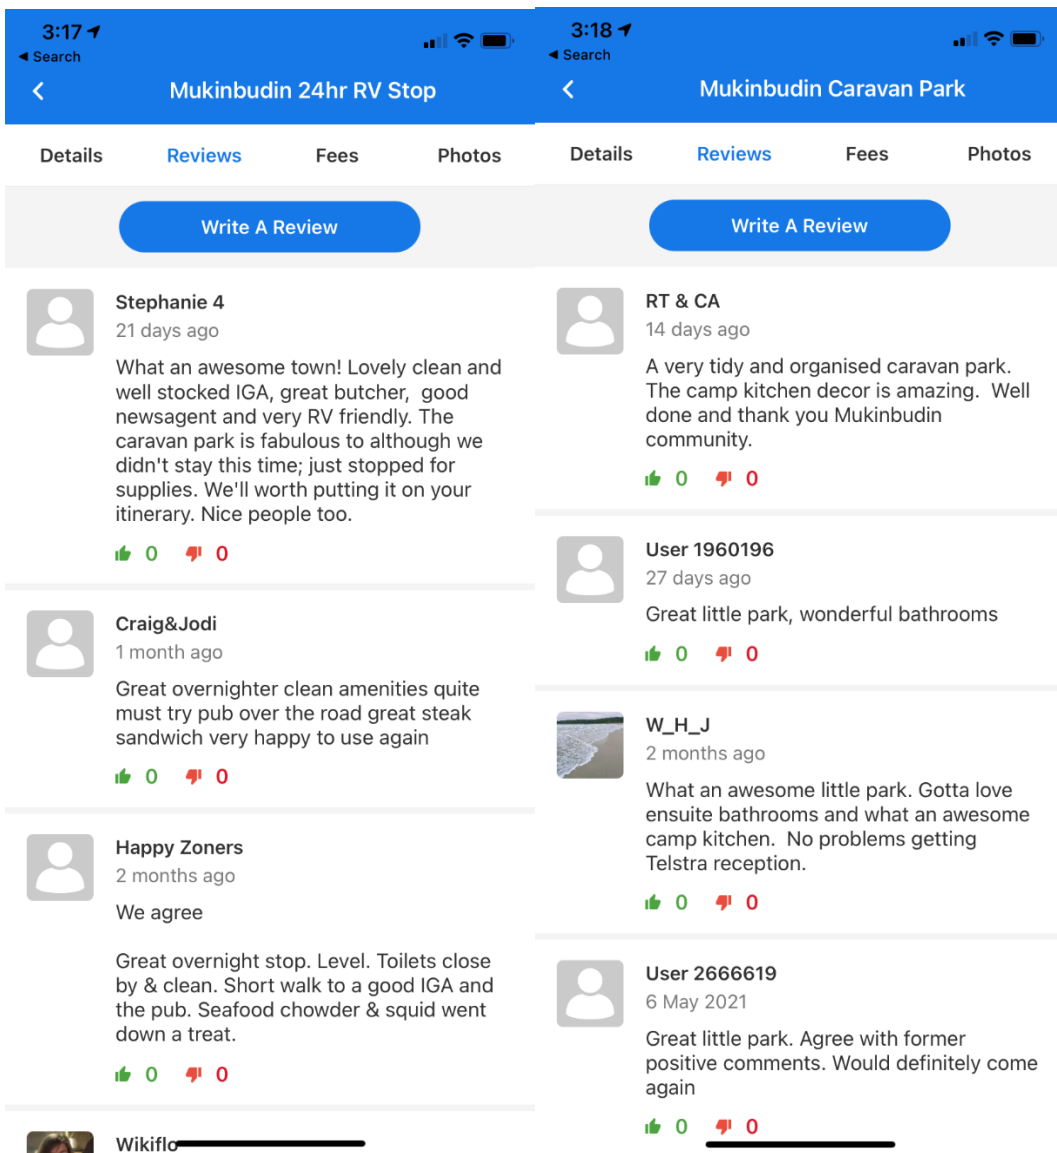 3:17
◀ Search
Mukinbudin 24hr RV Stop
Details Reviews Fees Photos
Write A Review
Stephanie 4
21 days ago
What an awesome town! Lovely clean and
well stocked IGA, great butcher,  good
newsagent and very RV friendly. The
caravan park is fabulous to although we
didn't stay this time; just stopped for
supplies. We'll worth putting it on your
itinerary. Nice people too.
0 0
Craig&Jodi
1 month ago
Great overnighter clean amenities quite
must try pub over the road great steak
sandwich very happy to use again
0 0
Happy Zoners
2 months ago
We agree
Great overnight stop. Level. Toilets close
by & clean. Short walk to a good IGA and
the pub. Seafood chowder & squid went
down a treat.
0 0
Wikiflo
3:18
◀ Search
Mukinbudin Caravan Park
Details Reviews Fees Photos
Write A Review
RT & CA
14 days ago
A very tidy and organised caravan park.
The camp kitchen decor is amazing.  Well
done and thank you Mukinbudin
community.
0 0
User 1960196
27 days ago
Great little park, wonderful bathrooms
0 0
W_H_J
2 months ago
What an awesome little park. Gotta love
ensuite bathrooms and what an awesome
camp kitchen.  No problems getting
Telstra reception.
0 0
User 2666619
6 May 2021
Great little park. Agree with former
positive comments. Would definitely come
again
0 0